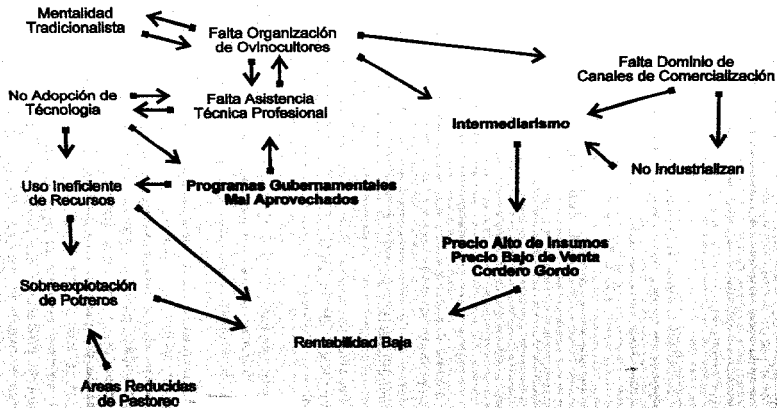 Mentalidad
Tradicionalista
Falta Organización
de Ovinocultores
Falta Dominio de
Canales de Comercialización
No Adopción de
Técnologia
Falta Asistencia
Técnica Profesional
Intermediarismo
No Industrializan
Uso Ineficiente
de Recursos
Programas Gubernamentales
Mal Aprovechados
Precio Alto de Insumos
Precio Bajo de Venta
Cordero Gordo
Sobreexplotación
de Potreros
Rentabilidad Baja
Areas Reducidas
de Pastoreo